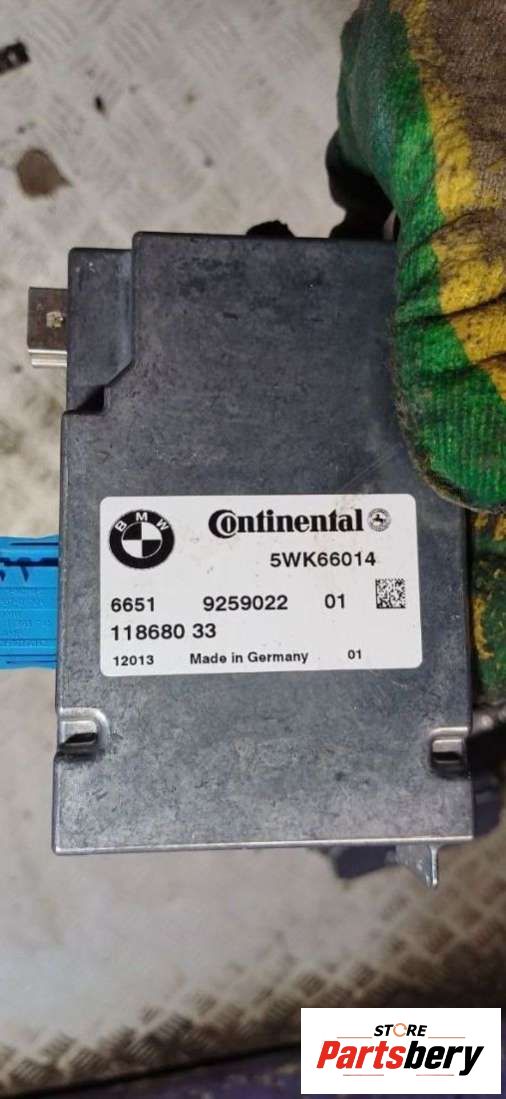 BMW
Continental
5WK66014
6651 9259022 01
118680 33
12013 Made in Germany 01
STORE
Partsbery